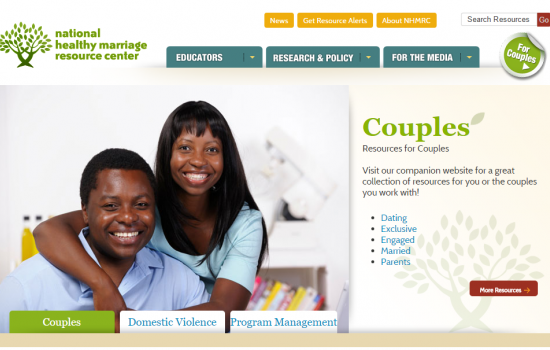 national
healthy marriage
resource center
News
Get Resource Alerts
About NHMRC
Search Resources
Go
EDUCATORS
RESEARCH & POLICY
FOR THE MEDIA
For
Couples
Couples
Resources for Couples
Visit our companion website for a great
collection of resources for you or the couples
you work with!
Dating
Exclusive
Engaged
Married
Parents
More Resources
Couples
Domestic Violence
Program Management